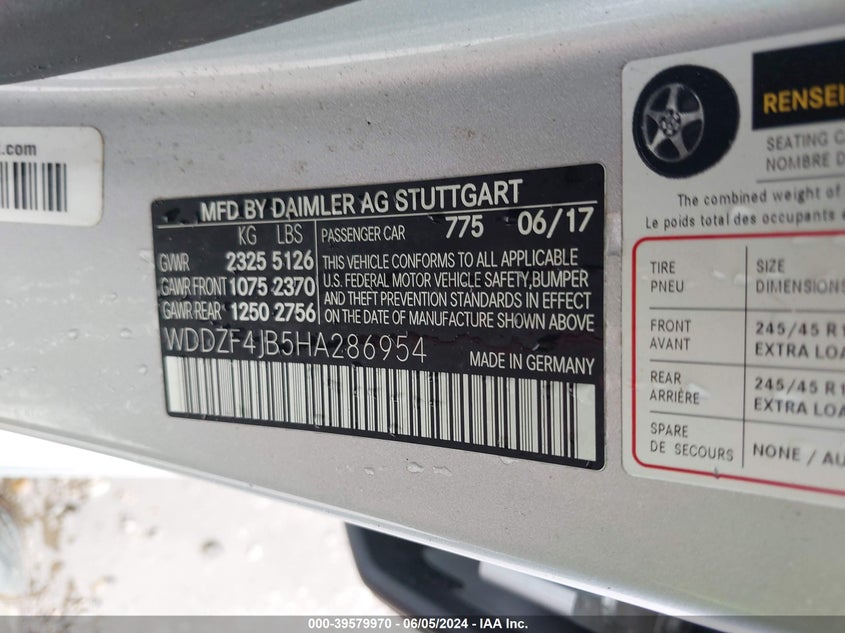 t.com
MFD BY DAIMLER AG STUTTGART
KG LBS
GVWR 2325 5126
GAWR FRONT 1075 2370
GAWR REAR 1250 2756
PASSENGER CAR 775 06/17
THIS VEHICLE CONFORMS TO ALL APPLICABLE
U.S. FEDERAL MOTOR VEHICLE SAFETY,BUMPER
AND THEFT PREVENTION STANDARDS IN EFFECT
ON THE DATE OF MANUFACTURE SHOWN ABOVE
WDDZF4JB5HA286954 MADE IN GERMANY
RENSEI
SEATING C
NOMBRE D
The combined weight of
Le poids total des occupants e
TIRE
PNEU
SIZE
DIMENSIONS
FRONT
AVANT
245/45 R1
EXTRA LOA
REAR
ARRIÈRE
245/45 R1
EXTRA LOA
SPARE
DE SECOURS
NONE / AU
000-39579970 - 06/05/2024 - IAA Inc.